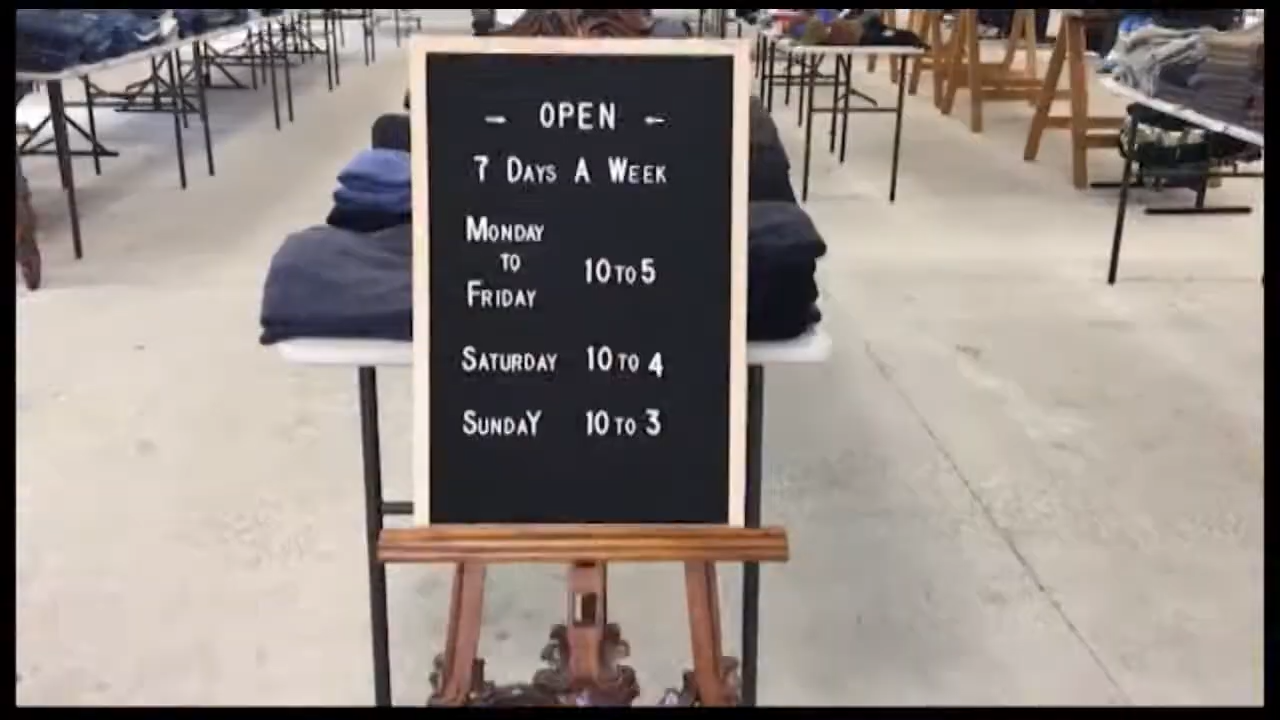 - OPEN -
7 DAYS A WEEK
MONDAY
TO
FRIDAY
10 TO 5
SATURDAY 10 TO 4
SUNDAY 10 TO 3